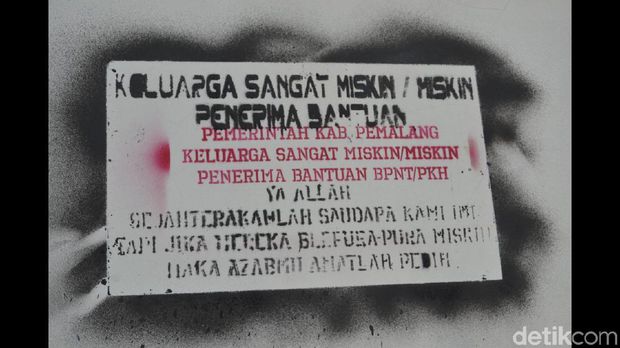 KOLUARGA SANGAT MISKIN / MISKIN
PENERIMA BANTUAN
PEMERINTAH KAB. PEMALANG
KELUARGA SANGAT MISKIN/MISKIN
PENERIMA BANTUAN BPNT/PKH
YA ALLAH
SEJAHTERAKANLAH SAUDARA KAMI INI
TAPI JIKA MEREKA BERPURA-PURA MISKIN
MAKA AZABMU AMATLAH PEDIH
detikcom